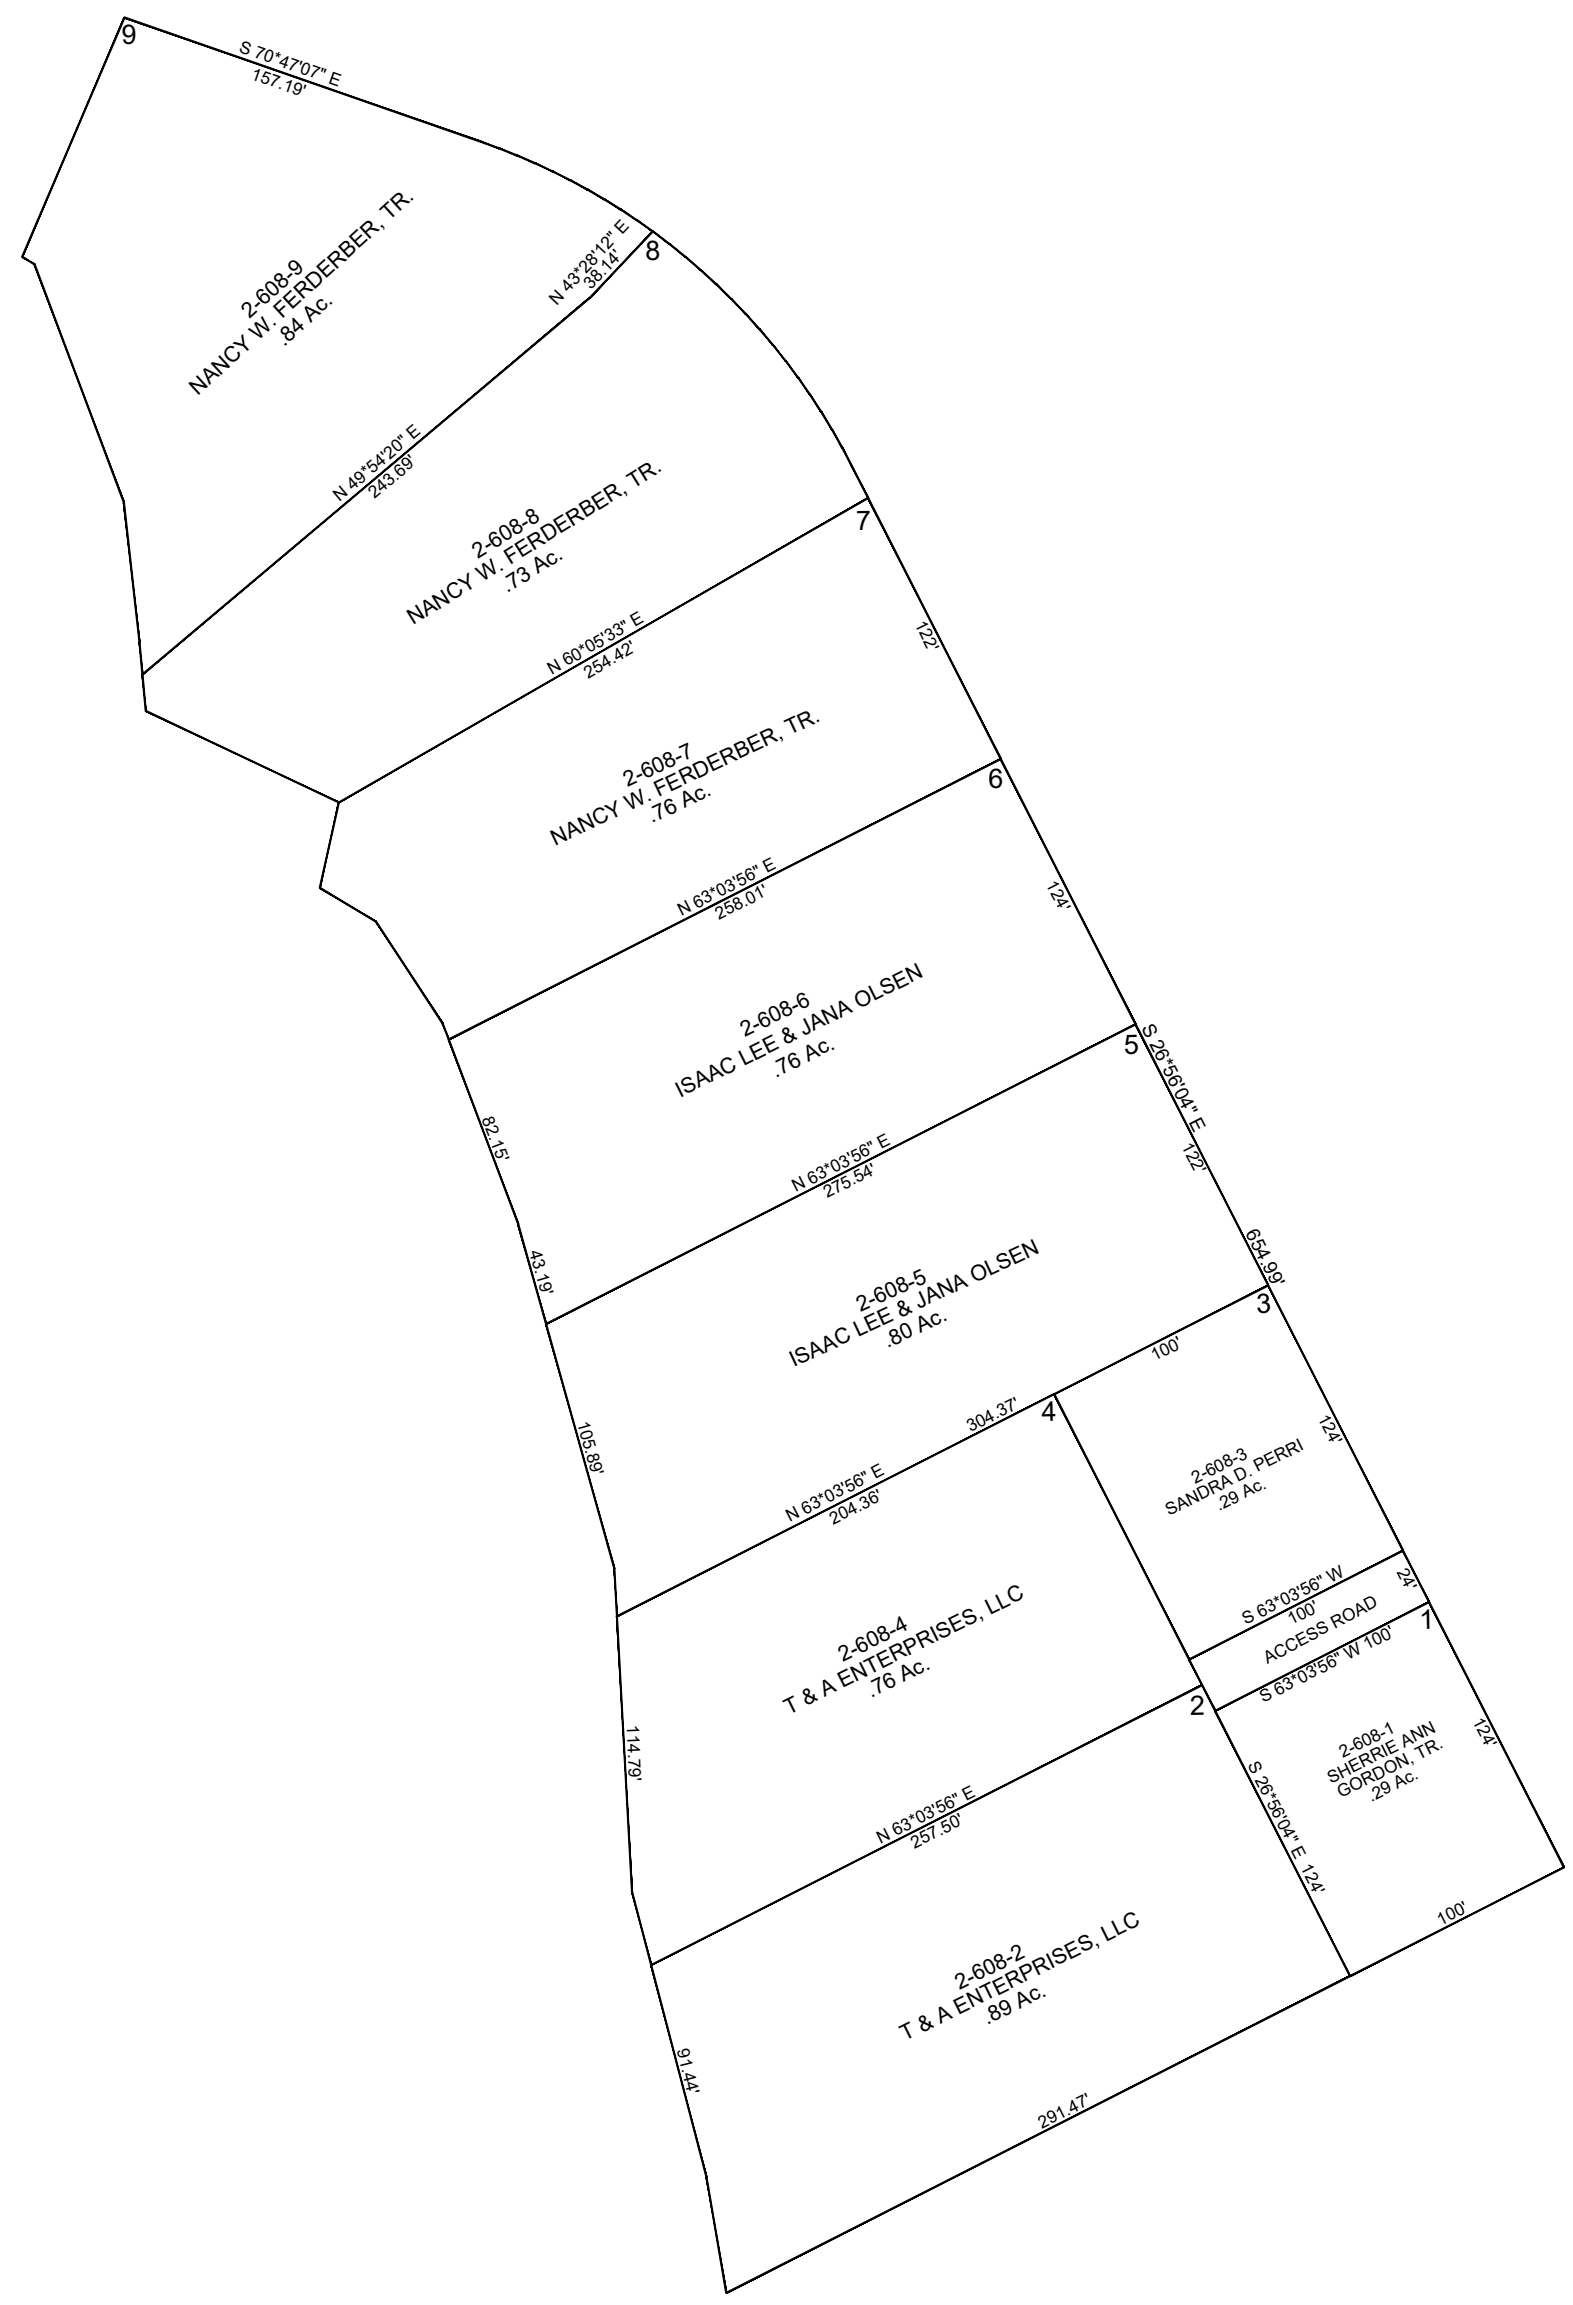 9
S 70*47'07" E
157.19'
N 43*28'12" E
38.14'
8
2-608-9
NANCY W. FERDERBER, TR.
.84 Ac.
N 49*54'20" E
243.69'
2-608-8
NANCY W. FERDERBER, TR.
.73 Ac.
7
N 60*05'33" E
254.42'
122'
2-608-7
NANCY W. FERDERBER, TR.
.76 Ac.
6
N 63*03'56" E
258.01'
124'
2-608-6
ISAAC LEE & JANA OLSEN
.76 Ac.
5
S 26*56'04" E
122'
654.99'
82.15'
N 63*03'56" E
275.54'
43.19'
2-608-5
ISAAC LEE & JANA OLSEN
.80 Ac.
3
100'
304.37'
4
105.89'
N 63*03'56" E
204.36'
124'
2-608-3
SANDRA D. PERRI
.29 Ac.
S 63*03'56" W
100'
24'
ACCESS ROAD
S 63*03'56" W 100'
1
2-608-4
T & A ENTERPRISES, LLC
.76 Ac.
2
114.79'
N 63*03'56" E
257.50'
S 26*56'04" E 124'
2-608-1
SHERRIE ANN
GORDON, TR.
.29 Ac.
124'
100'
2-608-2
T & A ENTERPRISES, LLC
.89 Ac.
91.44'
291.47'